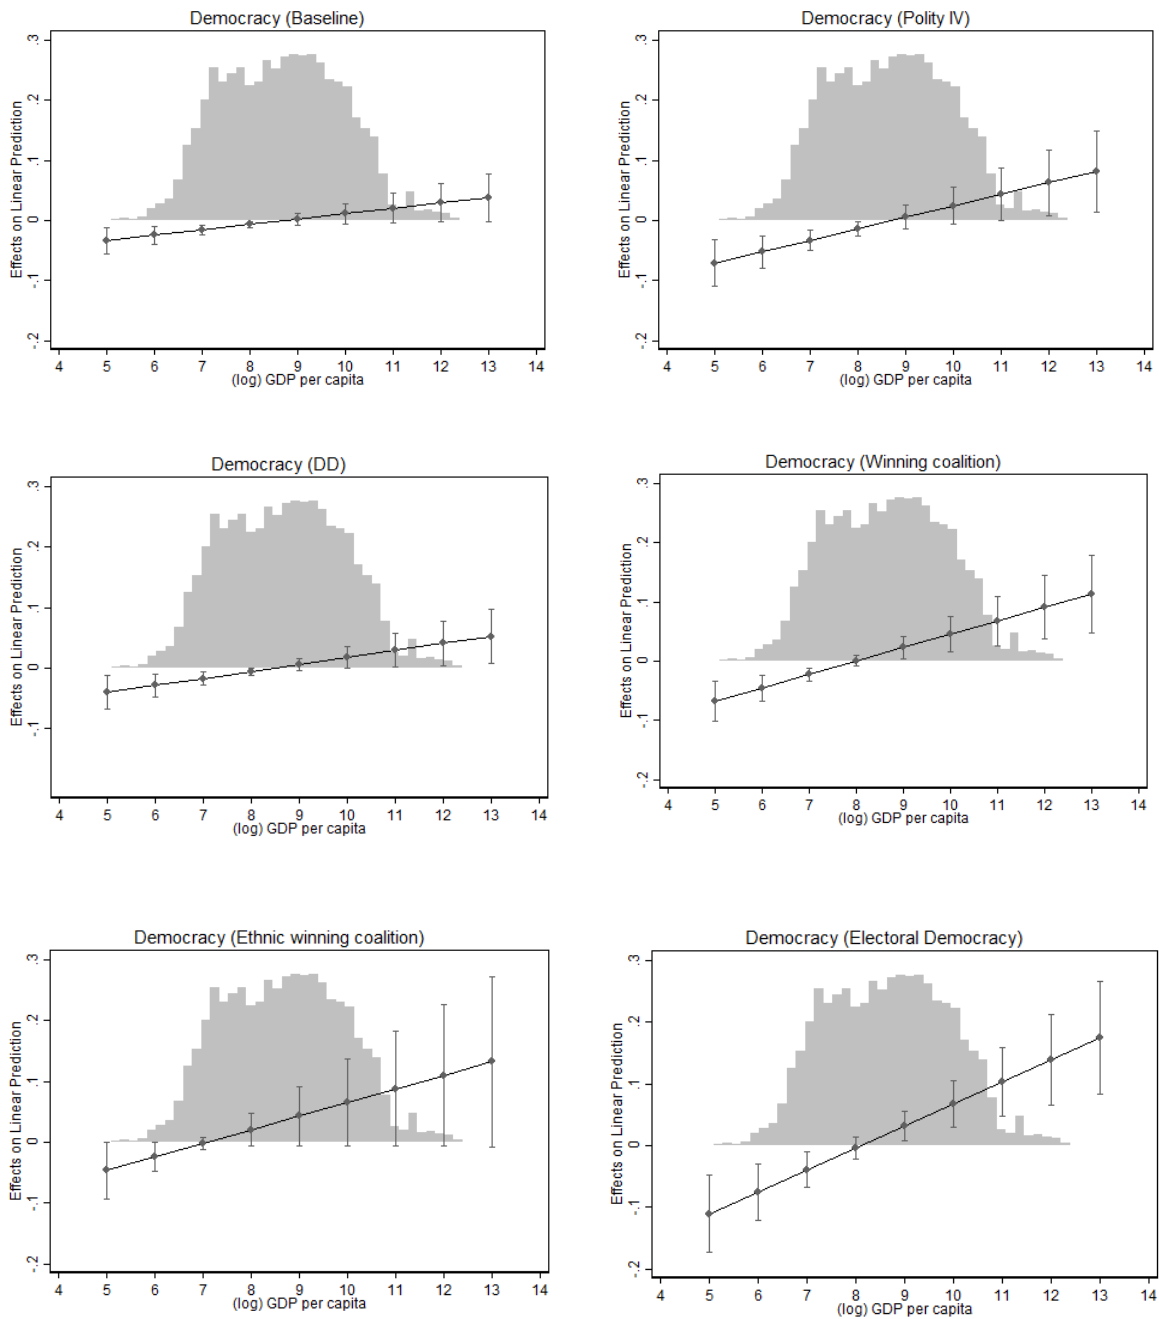 Democracy (Baseline)
Effects on Linear Prediction
.3
.2
.1
0
-.1
-.2
4 5 6 7 8 9 10 11 12 13 14
(log) GDP per capita
Democracy (Polity IV)
Effects on Linear Prediction
.3
.2
.1
0
-.1
-.2
4 5 6 7 8 9 10 11 12 13 14
(log) GDP per capita
Democracy (DD)
Effects on Linear Prediction
.3
.2
.1
0
-.1
4 5 6 7 8 9 10 11 12 13 14
(log) GDP per capita
Democracy (Winning coalition)
Effects on Linear Prediction
.3
.2
.1
0
-.1
-.2
4 5 6 7 8 9 10 11 12 13 14
(log) GDP per capita
Democracy (Ethnic winning coalition)
Effects on Linear Prediction
.3
.2
.1
0
-.1
-.2
4 5 6 7 8 9 10 11 12 13 14
(log) GDP per capita
Democracy (Electoral Democracy)
Effects on Linear Prediction
.3
.2
.1
0
-.1
-.2
4 5 6 7 8 9 10 11 12 13 14
(log) GDP per capita